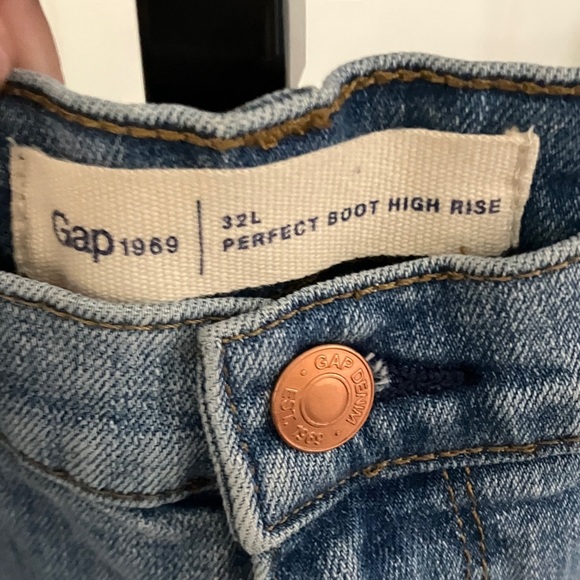 Gap 1969
32L
PERFECT BOOT HIGH RISE
GAP DENIM
EST. 1969